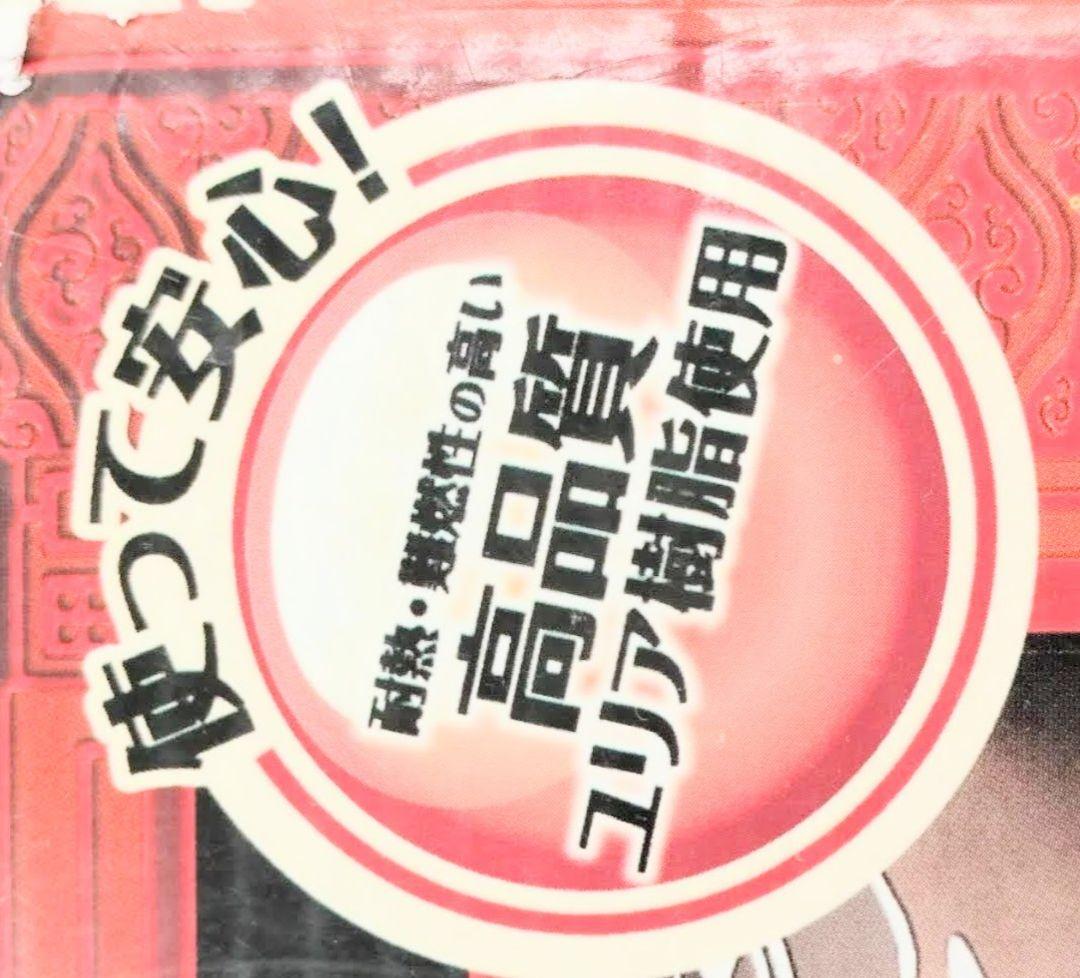 使って安心!
耐熱・難燃性の高い
高品質
ユリア樹脂使用